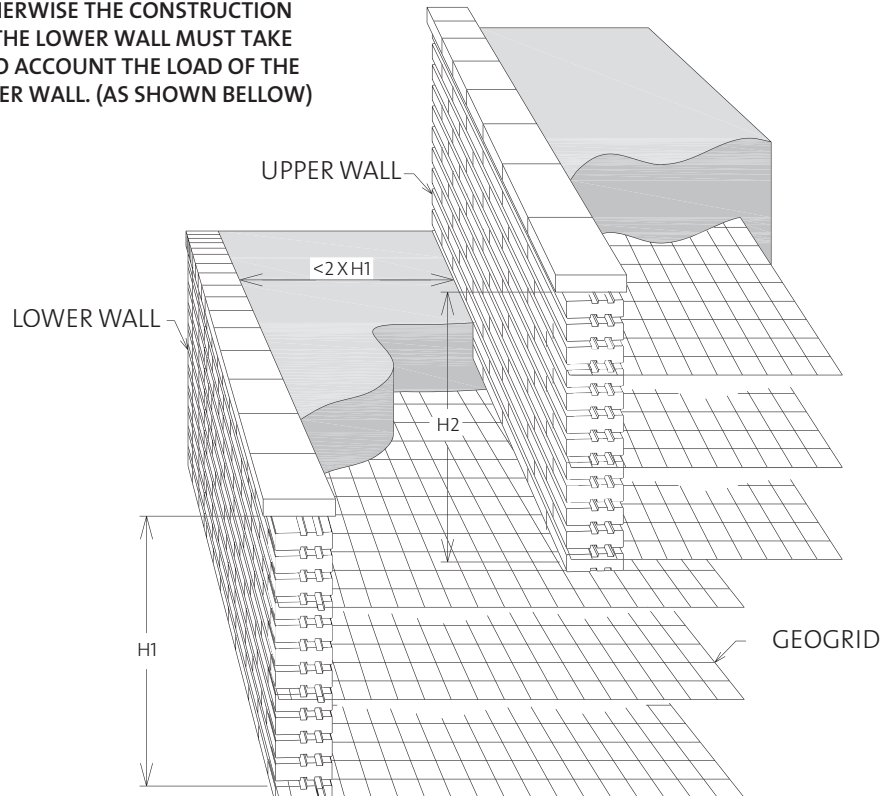 HERWISE THE CONSTRUCTION
THE LOWER WALL MUST TAKE
O ACCOUNT THE LOAD OF THE
ER WALL. (AS SHOWN BELLOW)
UPPER WALL
<2 X H1
LOWER WALL
H2
H1
GEOGRID